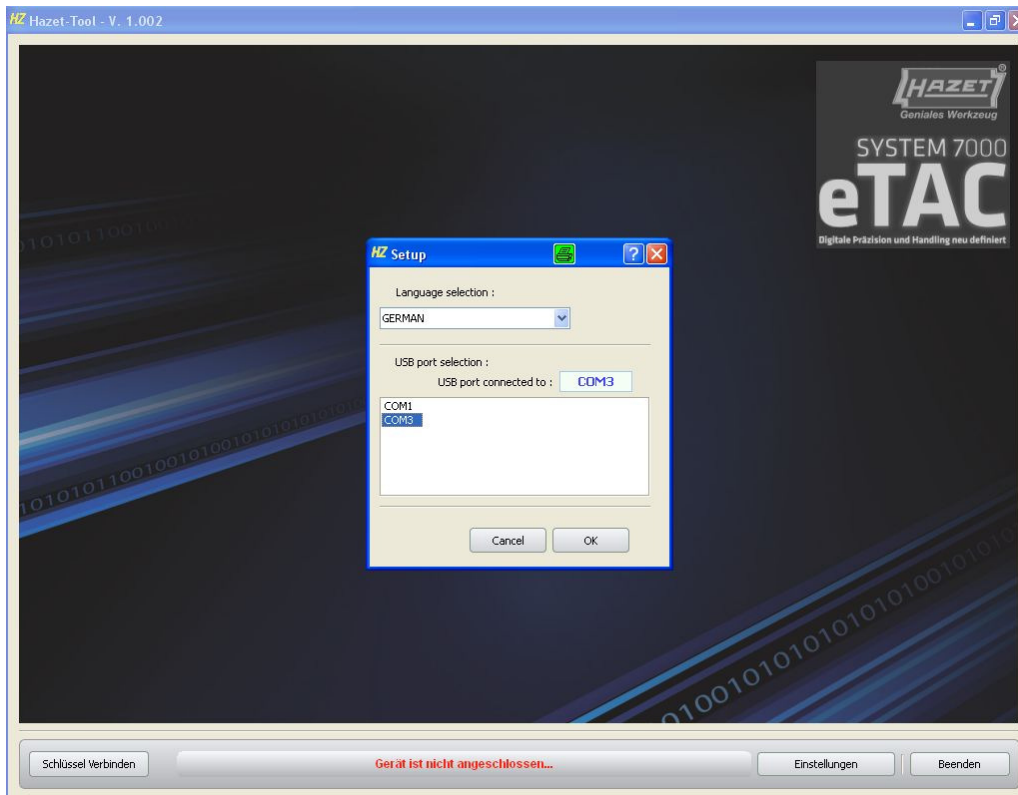 HZ Hazet-Tool - V. 1.002
HAZET®
Geniales Werkzeug
SYSTEM 7000
eTAC
Digitale Präzision und Handling neu definiert
HZ Setup
Language selection :
GERMAN
USB port selection :
USB port connected to : COM3
COM1
COM3
Cancel OK
Schlüssel Verbinden Gerät ist nicht angeschlossen... Einstellungen Beenden